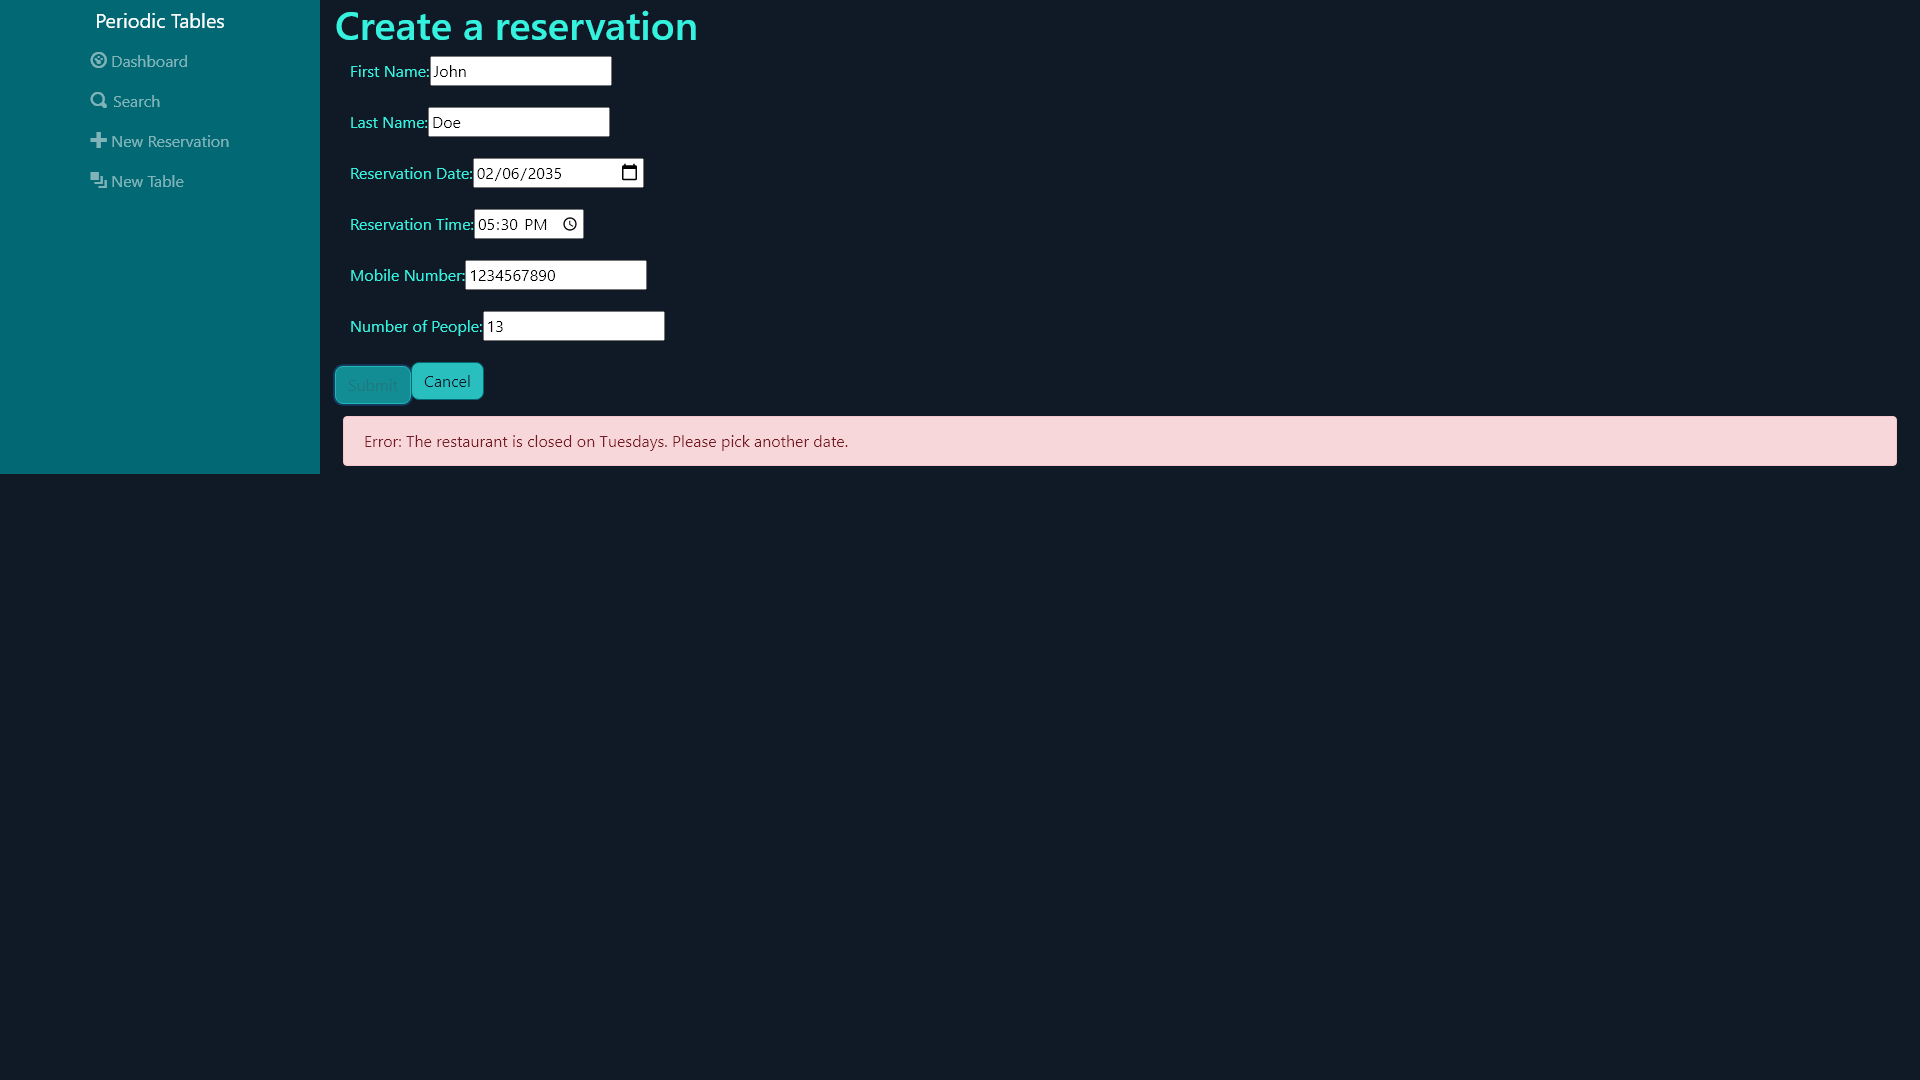 Periodic Tables
Dashboard
Search
New Reservation
New Table
Create a reservation
First Name: John
Last Name: Doe
Reservation Date: 02/06/2035
Reservation Time: 05:30 PM
Mobile Number: 1234567890
Number of People: 13
Submit Cancel
Error: The restaurant is closed on Tuesdays. Please pick another date.